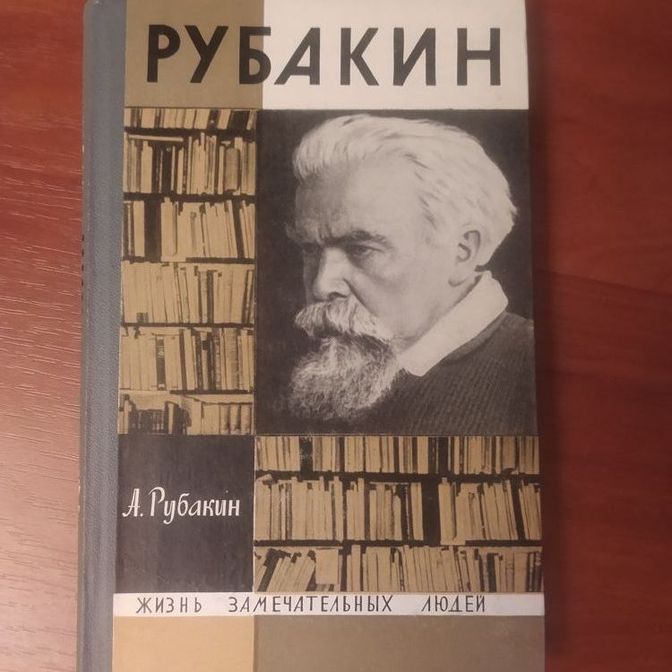 РУБАКИН
А. Рубакин
ЖИЗНЬ ЗАМЕЧАТЕЛЬНЫХ ЛЮДЕЙ